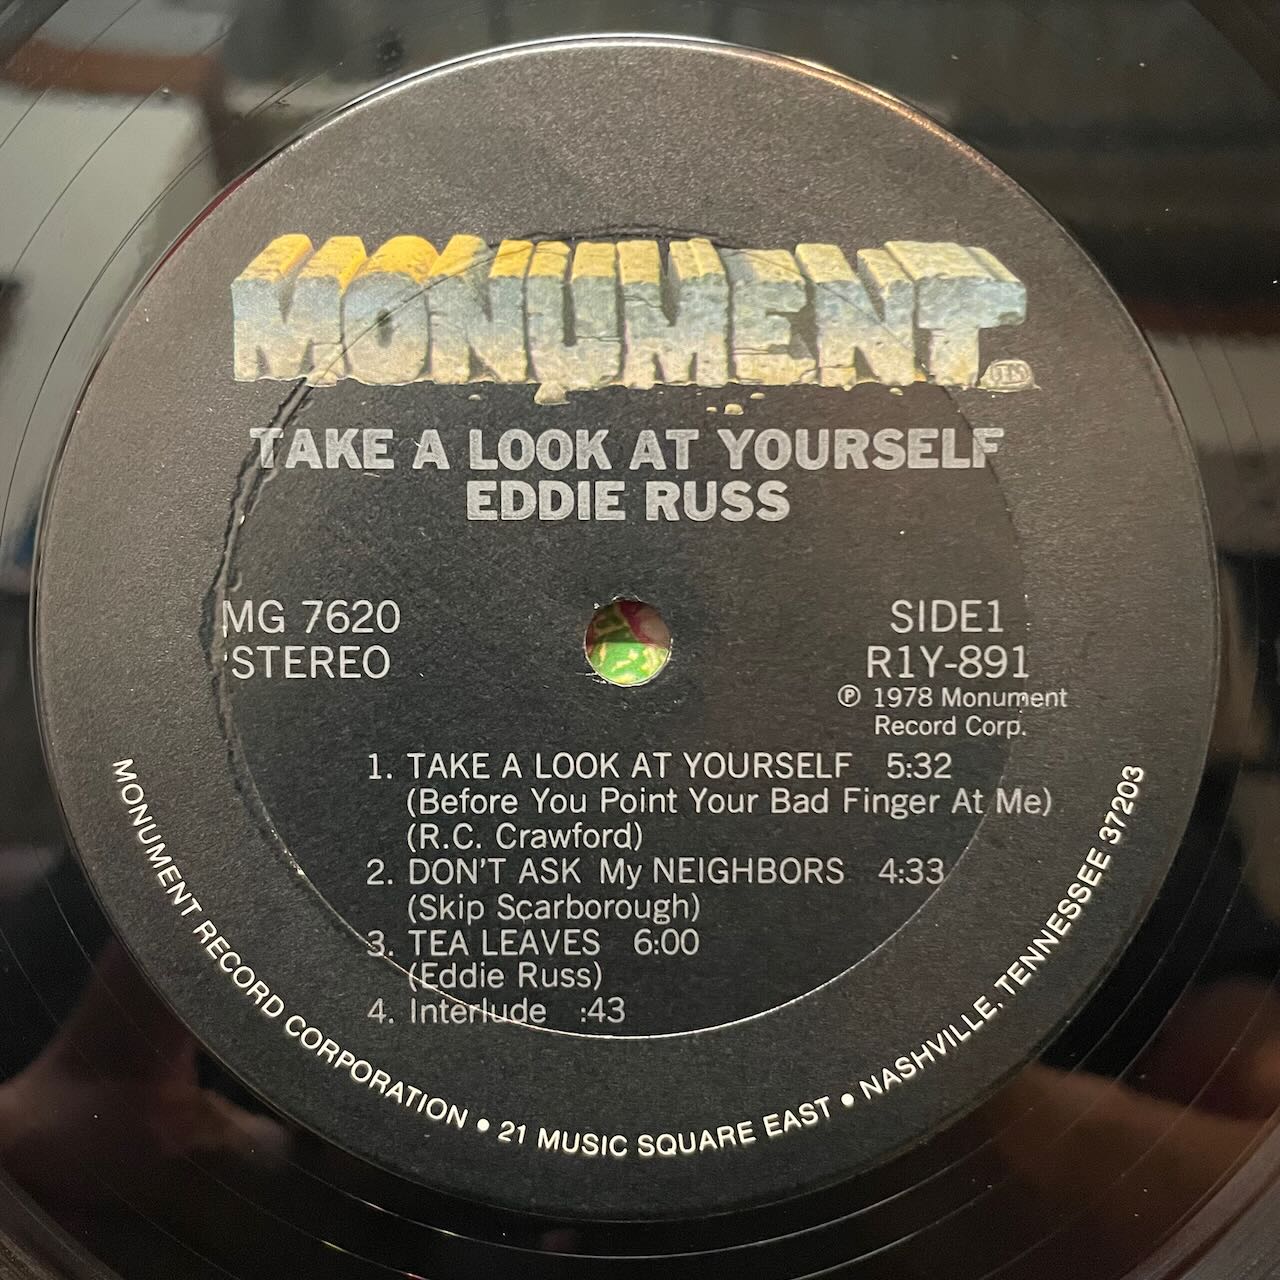 MONUMENT. TM
TAKE A LOOK AT YOURSELF
EDDIE RUSS
MG 7620
STEREO
SIDE1
R1Y-891
℗ 1978 Monument
Record Corp.
1. TAKE A LOOK AT YOURSELF 5:32
(Before You Point Your Bad Finger At Me)
(R.C. Crawford)
2. DON'T ASK My NEIGHBORS 4:33
(Skip Scarborough)
3. TEA LEAVES 6:00
(Eddie Russ)
4. Interlude :43
MONUMENT RECORD CORPORATION • 21 MUSIC SQUARE EAST • NASHVILLE, TENNESSEE 37203